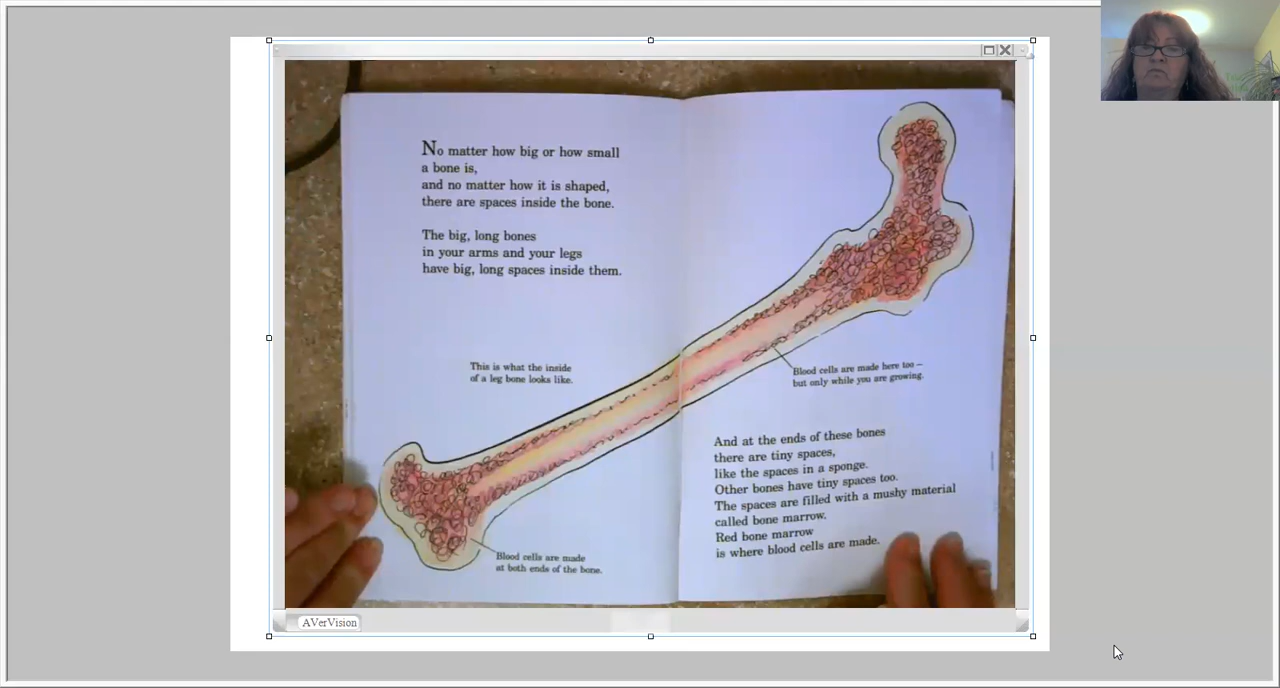 No matter how big or how small
a bone is,
and no matter how it is shaped,
there are spaces inside the bone.
The big, long bones
in your arms and your legs
have big, long spaces inside them.
This is what the inside
of a leg bone looks like.
Blood cells are made
at both ends of the bone.
Blood cells are made here too –
but only while you are growing.
And at the ends of these bones
there are tiny spaces,
like the spaces in a sponge.
Other bones have tiny spaces too.
The spaces are filled with a mushy material
called bone marrow.
Red bone marrow
is where blood cells are made.
AVerVision